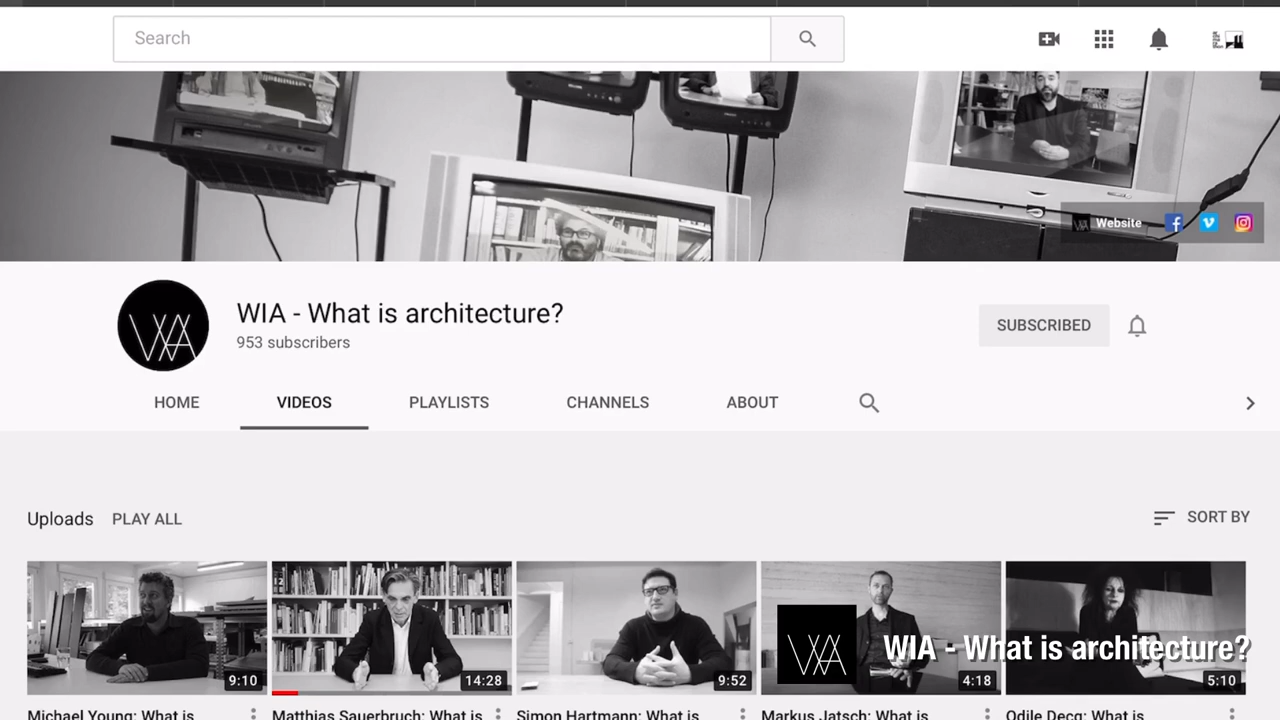 Search
Website
WIA - What is architecture?
953 subscribers
SUBSCRIBED
HOME
VIDEOS
PLAYLISTS
CHANNELS
ABOUT
Uploads
PLAY ALL
SORT BY
9:10
14:28
9:52
4:18
5:10
WIA
WIA - What is architecture?
Michael Young: What is
Matthias Sauerbruch: What is
Simon Hartmann: What is
Markus Jatsch: What is
Odile Decq: What is